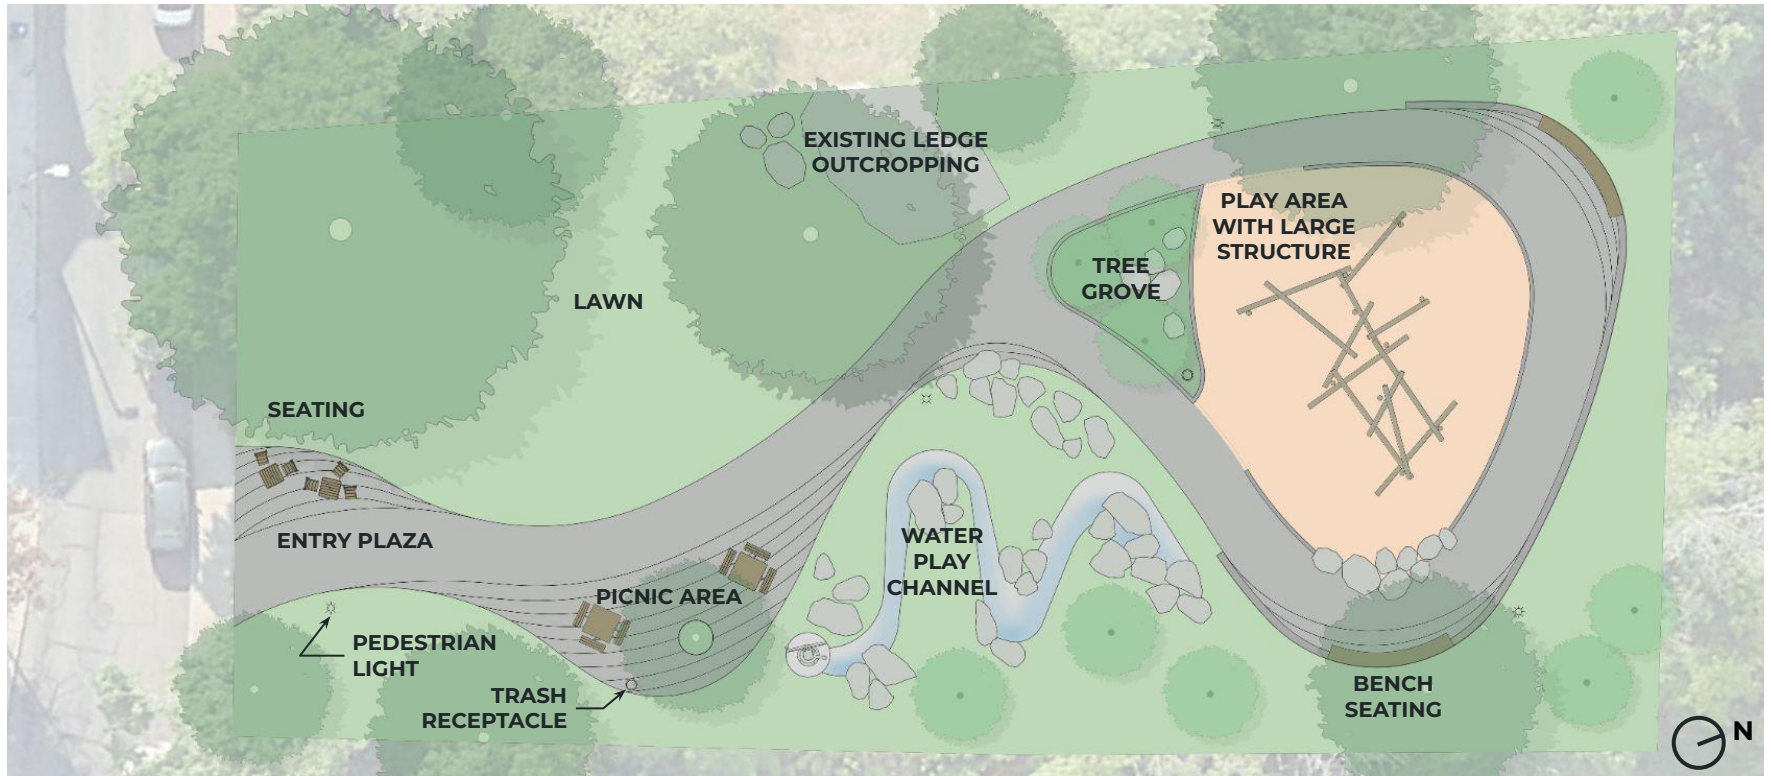 EXISTING LEDGE
OUTCROPPING
PLAY AREA
WITH LARGE
STRUCTURE
TREE
GROVE
LAWN
SEATING
ENTRY PLAZA
WATER
PLAY
CHANNEL
PICNIC AREA
PEDESTRIAN
LIGHT
TRASH
RECEPTACLE
BENCH
SEATING
N